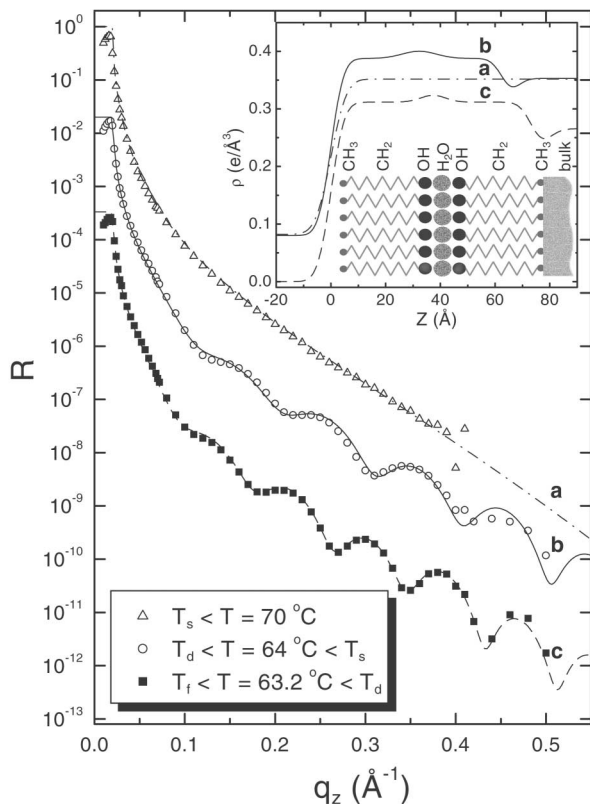 R
10⁰
10⁻¹
10⁻²
10⁻³
10⁻⁴
10⁻⁵
10⁻⁶
10⁻⁷
10⁻⁸
10⁻⁹
10⁻¹⁰
10⁻¹¹
10⁻¹²
10⁻¹³
0.0 0.1 0.2 0.3 0.4 0.5
q_z (Å⁻¹)
a
b
c
T_s < T = 70 °C
T_d < T = 64 °C < T_s
T_f < T = 63.2 °C < T_d
ρ (e/Å³)
0.4
0.3
0.2
0.1
0.0
b
a
c
CH₃
CH₂
OH
H₂O
OH
CH₂
CH₃
bulk
-20 0 20 40 60 80
Z (Å)